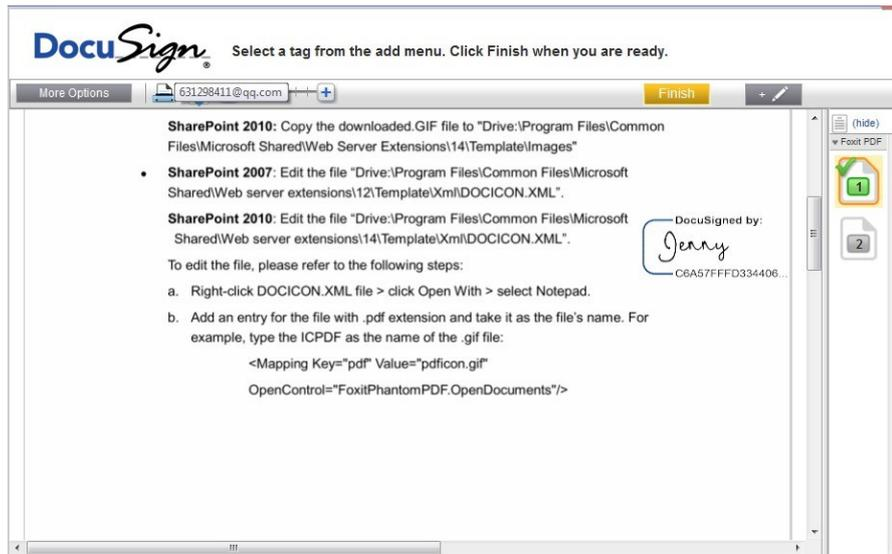 DocuSign
®
Select a tag from the add menu. Click Finish when you are ready.
More Options
631298411@qq.com
+
Finish
+
SharePoint 2010: Copy the downloaded.GIF file to "Drive:\Program Files\Common
Files\Microsoft Shared\Web Server Extensions\14\Template\Images"
• SharePoint 2007: Edit the file “Drive:\Program Files\Common Files\Microsoft
Shared\Web server extensions\12\Template\Xml\DOCICON.XML”.
SharePoint 2010: Edit the file “Drive:\Program Files\Common Files\Microsoft
Shared\Web server extensions\14\Template\Xml\DOCICON.XML”.
To edit the file, please refer to the following steps:
a. Right-click DOCICON.XML file > click Open With > select Notepad.
b. Add an entry for the file with .pdf extension and take it as the file's name. For
example, type the ICPDF as the name of the .gif file:
<Mapping Key="pdf" Value="pdficon.gif"
OpenControl="FoxitPhantomPDF.OpenDocuments"/>
DocuSigned by:
Jenny
C6A57FFFD334406...
(hide)
Foxit PDF
1
2